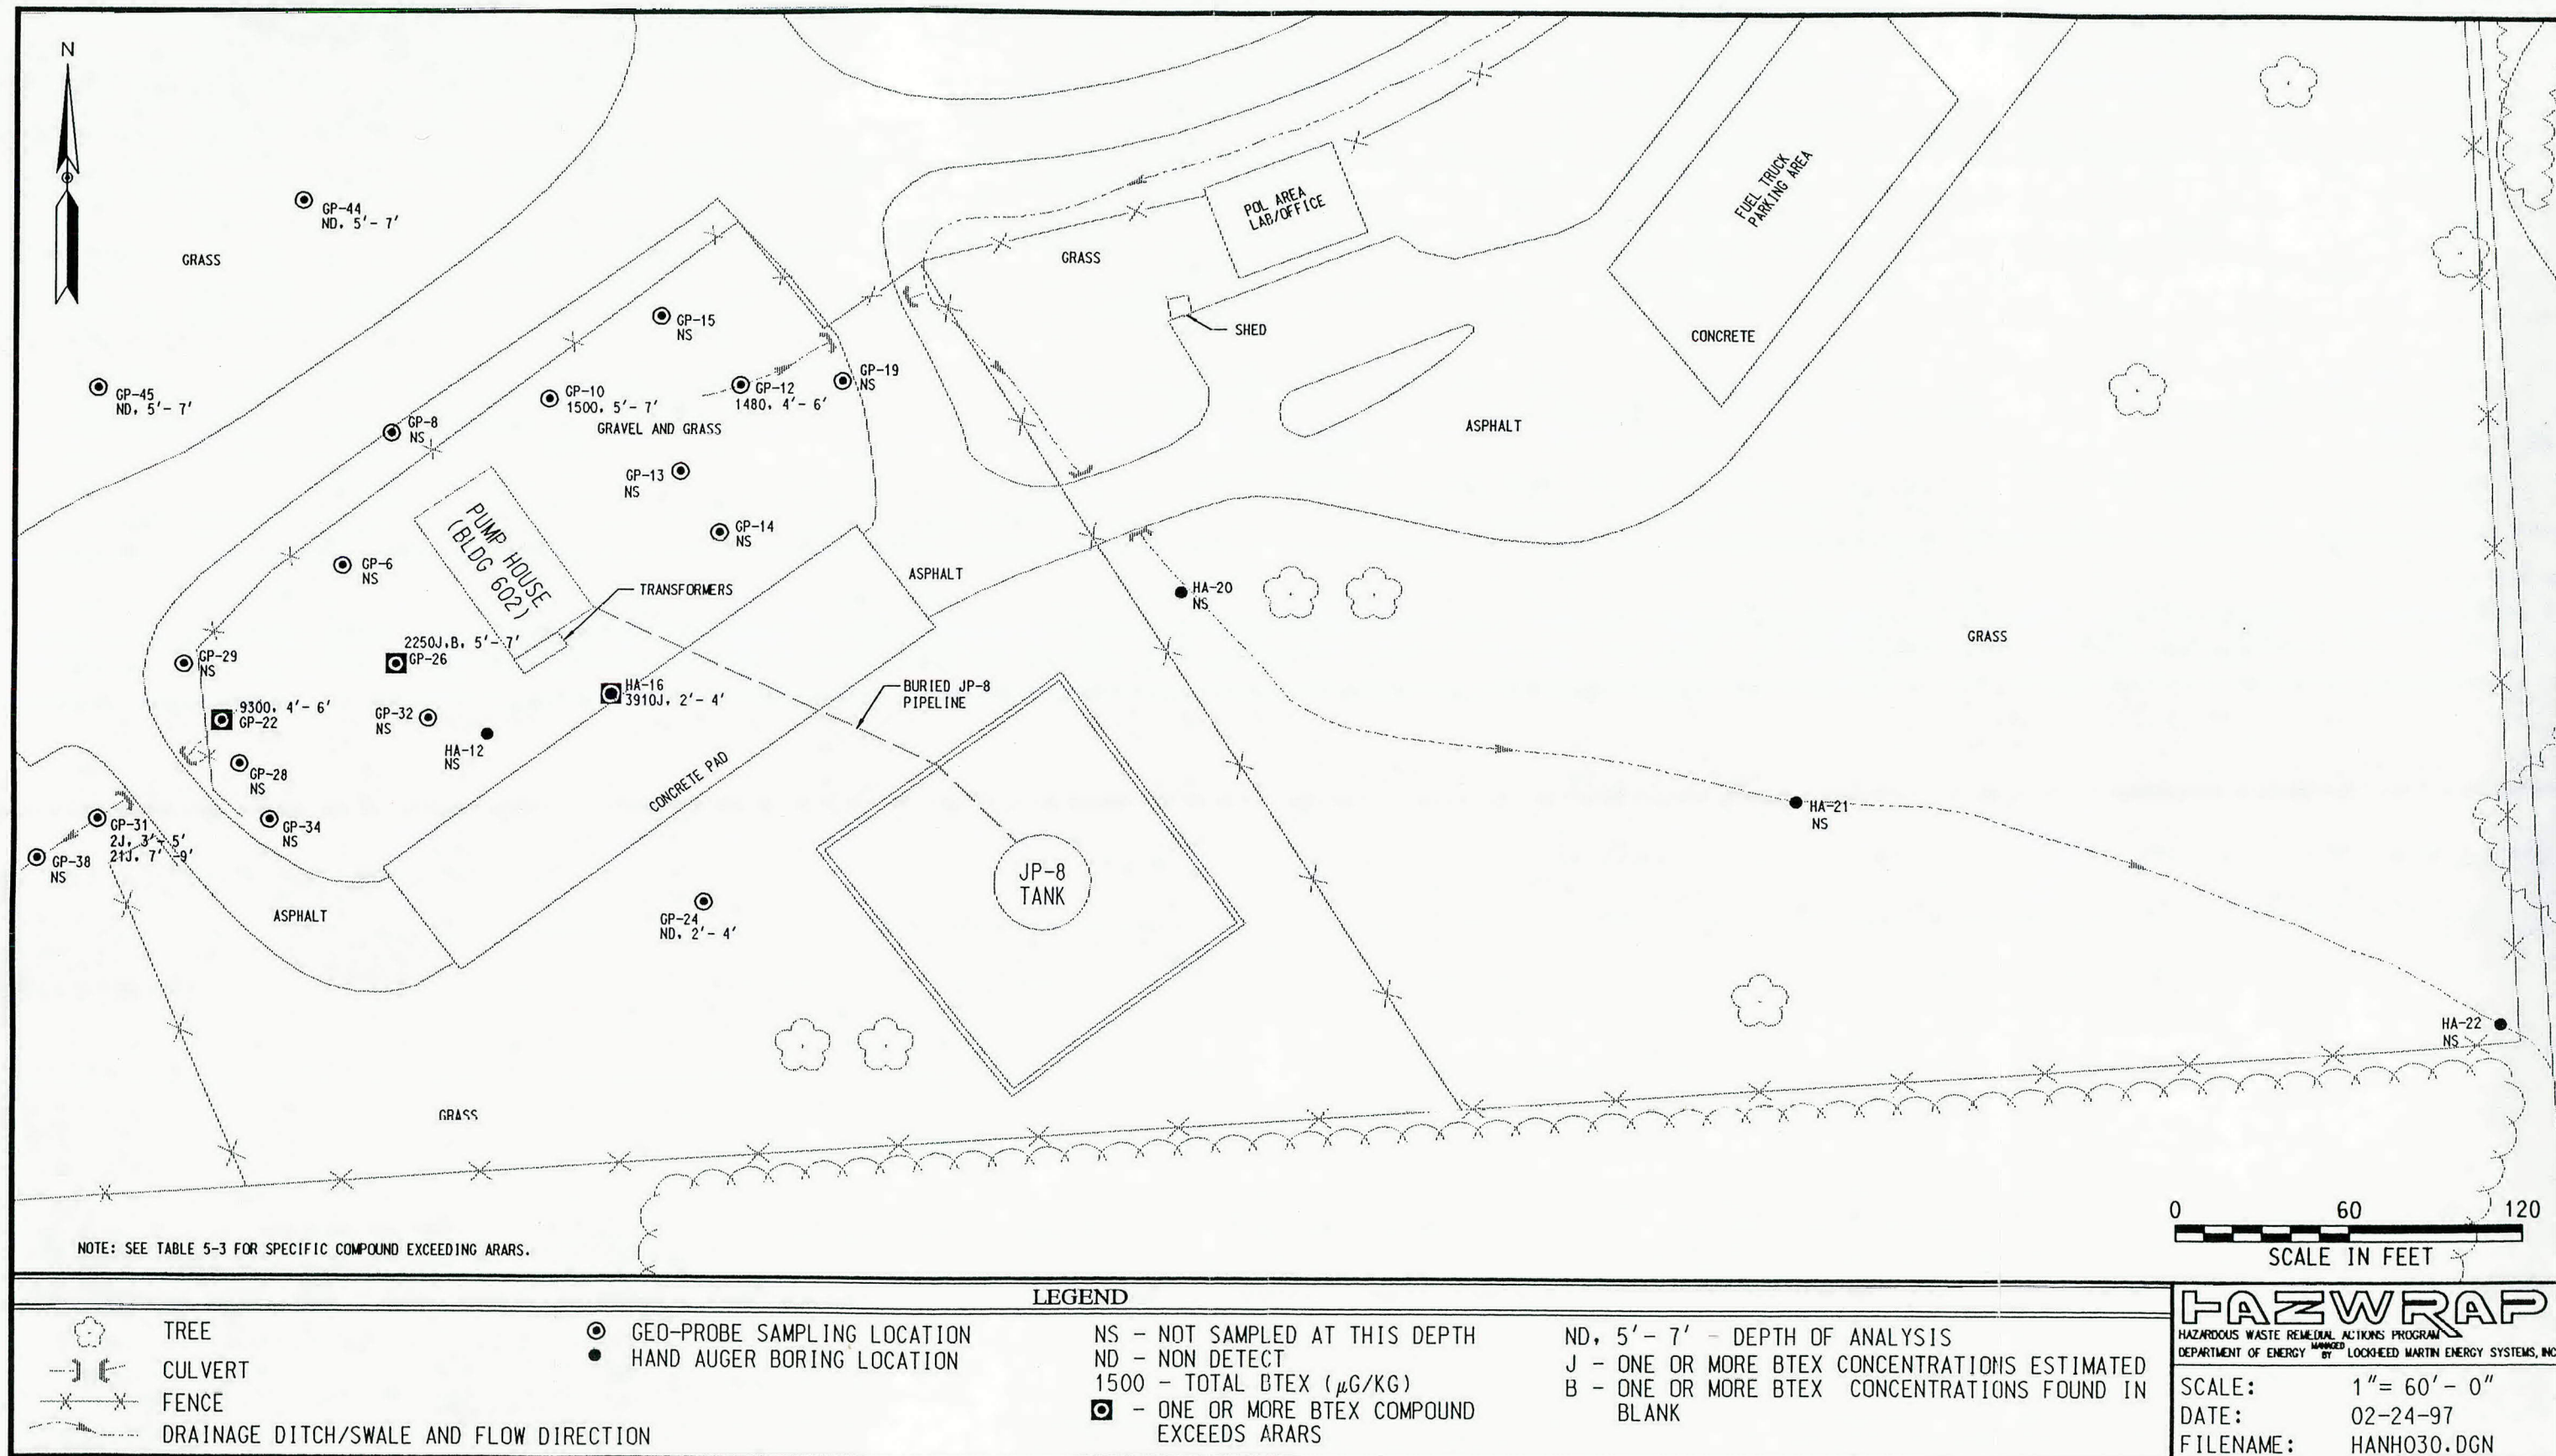 N
GP-44
ND, 5'- 7'
GRASS
GP-45
ND, 5'- 7'
GP-8
NS
GP-15
NS
GP-10
1500, 5'- 7'
GP-12
1480, 4'- 6'
GP-19
NS
GRAVEL AND GRASS
GP-13
NS
GP-14
NS
GP-6
NS
PUMP HOUSE
(BLDG 602)
TRANSFORMERS
ASPHALT
GP-29
NS
2250J,B, 5'- 7'
GP-26
9300, 4'- 6'
GP-22
GP-32
NS
HA-12
NS
HA-16
3910J, 2'- 4'
GP-28
NS
GP-34
NS
GP-31
2J, 3'- 5'
21J, 7' -9'
GP-38
NS
ASPHALT
CONCRETE PAD
BURIED JP-8
PIPELINE
JP-8
TANK
GP-24
ND, 2'- 4'
GRASS
GRASS
POL AREA
LAB/OFFICE
SHED
FUEL TRUCK
PARKING AREA
CONCRETE
ASPHALT
HA-20
NS
GRASS
HA-21
NS
HA-22
NS
NOTE: SEE TABLE 5-3 FOR SPECIFIC COMPOUND EXCEEDING ARARS.
0 60 120
SCALE IN FEET
LEGEND
TREE
CULVERT
FENCE
DRAINAGE DITCH/SWALE AND FLOW DIRECTION
GEO-PROBE SAMPLING LOCATION
HAND AUGER BORING LOCATION
NS - NOT SAMPLED AT THIS DEPTH
ND - NON DETECT
1500 - TOTAL BTEX (µG/KG)
- ONE OR MORE BTEX COMPOUND
EXCEEDS ARARS
ND, 5'- 7' - DEPTH OF ANALYSIS
J - ONE OR MORE BTEX CONCENTRATIONS ESTIMATED
B - ONE OR MORE BTEX CONCENTRATIONS FOUND IN
BLANK
HAZWRAP
HAZARDOUS WASTE REMEDIAL ACTIONS PROGRAM
DEPARTMENT OF ENERGY MANAGED BY LOCKHEED MARTIN ENERGY SYSTEMS, INC
SCALE: 1"= 60'- 0"
DATE: 02-24-97
FILENAME: HANH030.DGN